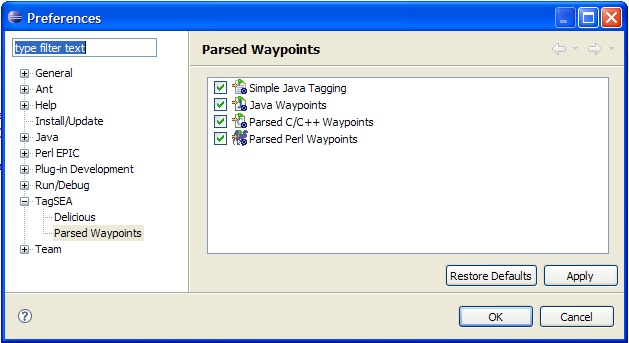 Preferences
type filter text
General
Ant
Help
Install/Update
Java
Perl EPIC
Plug-in Development
Run/Debug
TagSEA
Delicious
Parsed Waypoints
Team
Parsed Waypoints
Simple Java Tagging
Java Waypoints
Parsed C/C++ Waypoints
Parsed Perl Waypoints
Restore Defaults
Apply
?
OK
Cancel